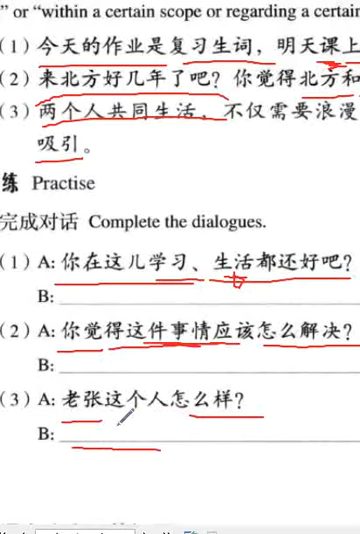 ” or “within a certain scope or regarding a certain
(1) 今天的作业是复习生词，明天课上
(2) 来北方好几年了吧？你觉得北方和
(3) 两个人共同生活，不仅需要浪漫
吸引。
练 Practise
完成对话 Complete the dialogues.
(1) A: 你在这儿学习、生活都还好吧？
B:
(2) A: 你觉得这件事情应该怎么解决？
B:
(3) A: 老张这个人怎么样？
B: